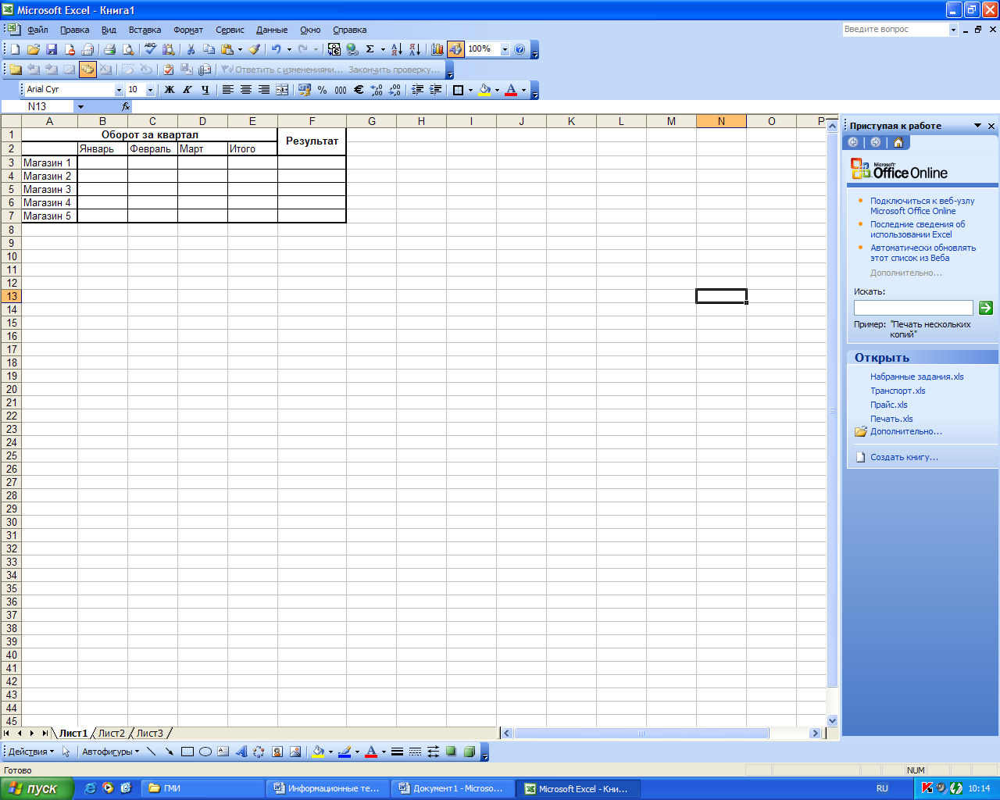 Microsoft Excel - Книга1
Файл Правка Вид Вставка Формат Сервис Данные Окно Справка Введите вопрос
100%
Ответить с изменениями... Закончить проверку...
Arial Cyr 10 Ж К Ч % 000 €
N13 fx
A B C D E F G H I J K L M N O P
1 Оборот за квартал Результат
2 Январь Февраль Март Итого
3 Магазин 1
4 Магазин 2
5 Магазин 3
6 Магазин 4
7 Магазин 5
8
9
10
11
12
13
14
15
16
17
18
19
20
21
22
23
24
25
26
27
28
29
30
31
32
33
34
35
36
37
38
39
40
41
42
43
44
45
Приступая к работе
Microsoft
Office Online
Подключиться к веб-узлу
Microsoft Office Online
Последние сведения об
использовании Excel
Автоматически обновлять
этот список из Веба
Дополнительно...
Искать:
Пример: "Печать нескольких
копий"
Открыть
Набранные задания.xls
Транспорт.xls
Прайс.xls
Печать.xls
Дополнительно...
Создать книгу...
Лист1 Лист2 Лист3
Действия Автофигуры
Готово NUM
пуск ГМИ Информационные те... Документ1 - Microso... Microsoft Excel - Кни... RU 10:14